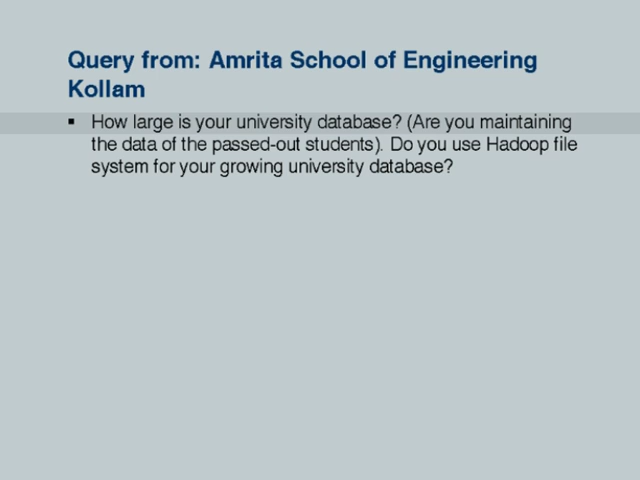 Query from: Amrita School of Engineering
Kollam
▪ How large is your university database? (Are you maintaining
the data of the passed-out students). Do you use Hadoop file
system for your growing university database?